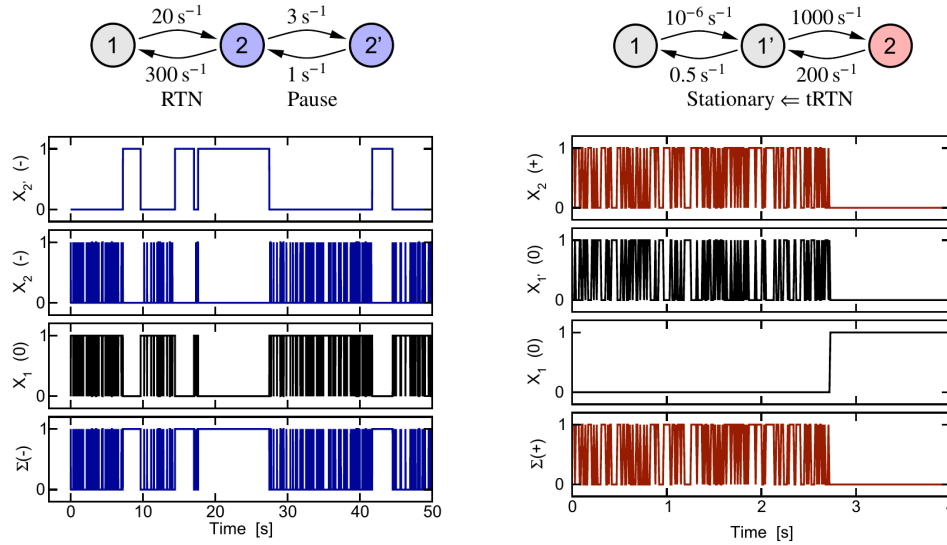 20 s⁻¹ 3 s⁻¹
1 2 2'
300 s⁻¹ 1 s⁻¹
RTN Pause
X₂' (-)
1
0
X₂ (-)
1
0
X₁ (0)
1
0
Σ(-)
1
0
0 10 20 30 40 50
Time [s]
10⁻⁶ s⁻¹ 1000 s⁻¹
1 1' 2
0.5 s⁻¹ 200 s⁻¹
Stationary ⇐ tRTN
X₂ (+)
1
0
X₁' (0)
1
0
X₁ (0)
1
0
Σ(+)
1
0
0 1 2 3 4
Time [s]